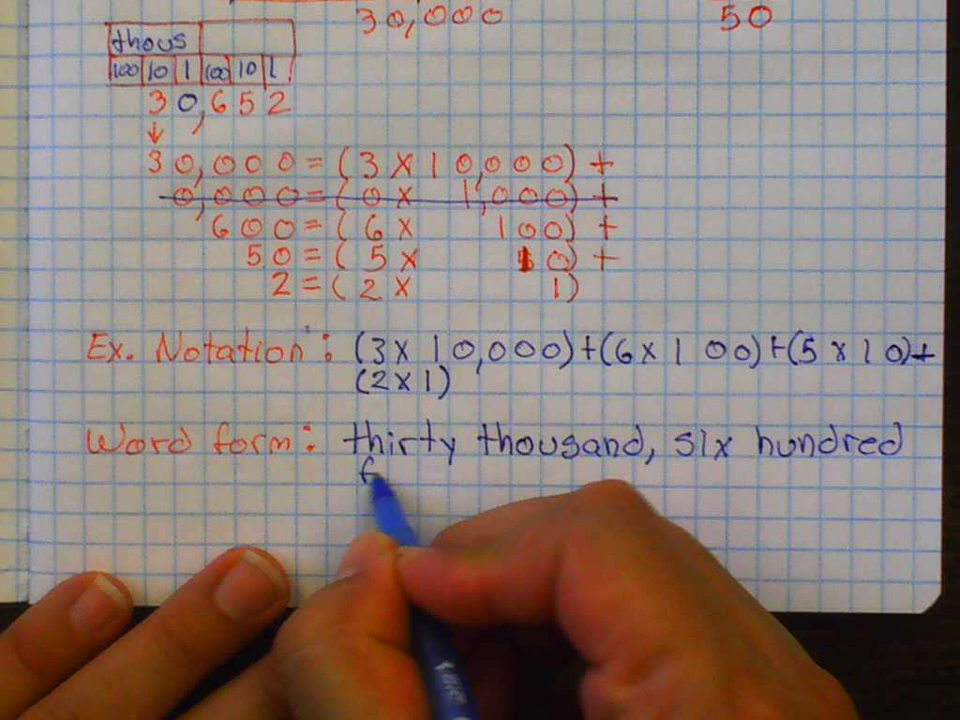 30,000 50
thous
100 10 1 100 10 1
30,652
30,000 = (3 x 10,000) +
0,000 = (0 x 1,000) +
600 = (6 x 100) +
50 = (5 x 10) +
2 = (2 x 1)
Ex. Notation: (3 x 10,000) + (6 x 100) + (5 x 10) +
(2 x 1)
Word form: thirty thousand, six hundred
f